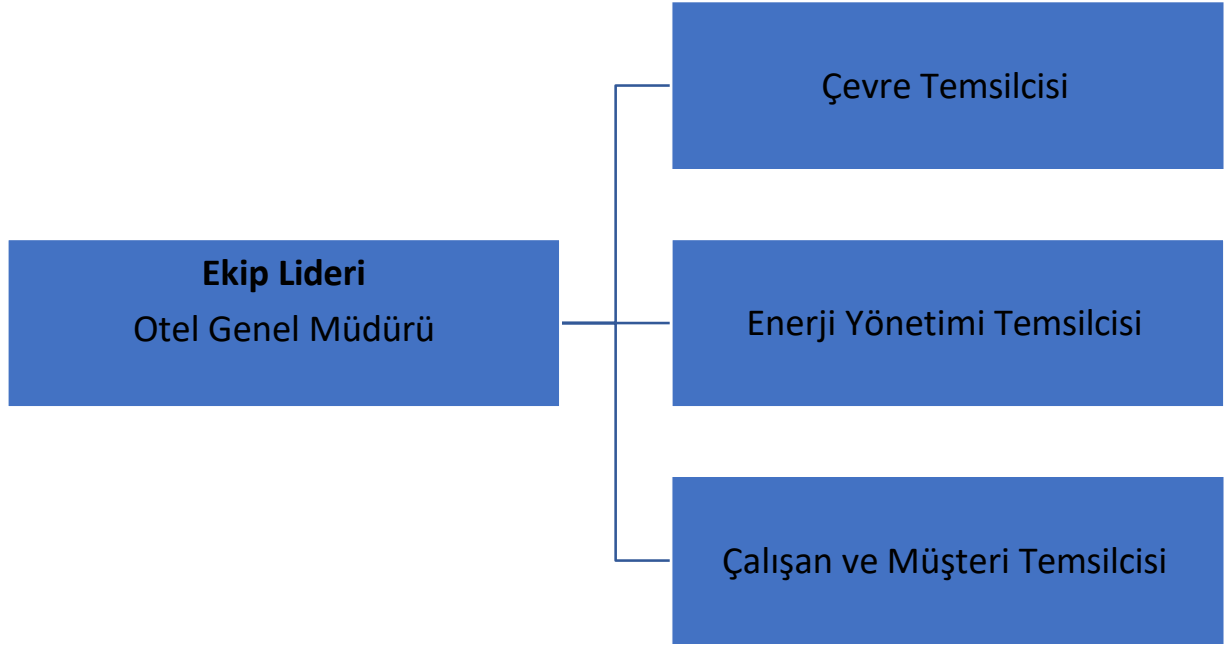 Çevre Temsilcisi
Ekip Lideri
Otel Genel Müdürü
Enerji Yönetimi Temsilcisi
Çalışan ve Müşteri Temsilcisi